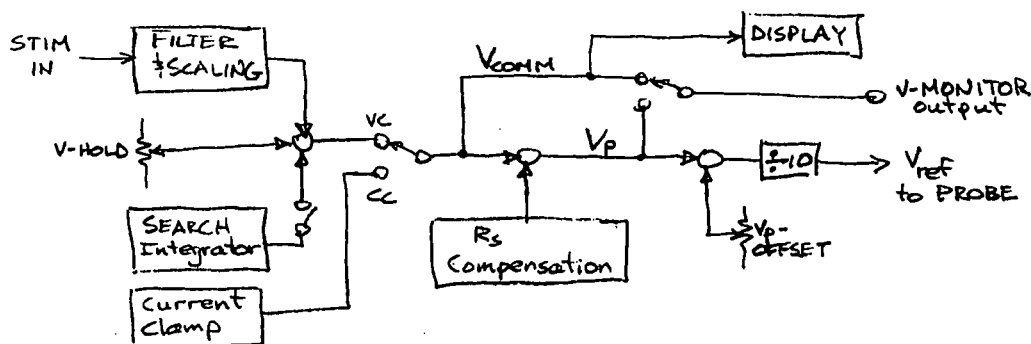 STIM
IN
FILTER
& SCALING
V-HOLD
SEARCH
Integrator
Current
Clamp
VC
CC
VCOMM
DISPLAY
V-MONITOR
output
Vp
Rs
Compensation
÷10
Vref
to PROBE
Vp-
OFFSET